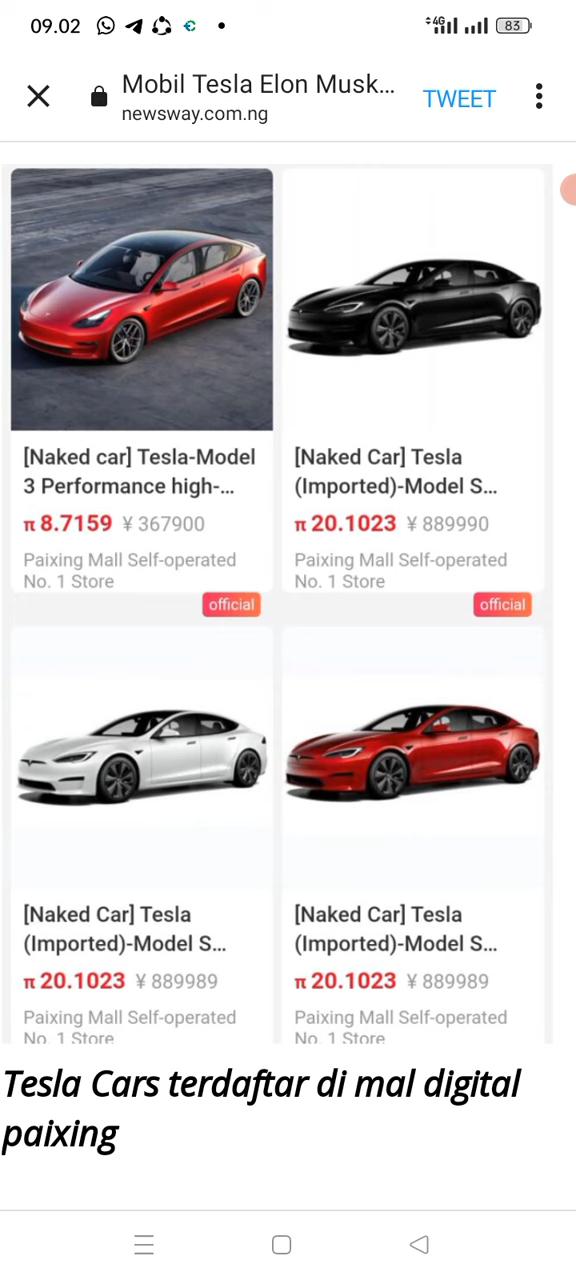 09.02
4G
83
Mobil Tesla Elon Musk...
newsway.com.ng
TWEET
[Naked car] Tesla-Model
3 Performance high-...
π 8.7159 ¥ 367900
Paixing Mall Self-operated
No. 1 Store
official
[Naked Car] Tesla
(Imported)-Model S...
π 20.1023 ¥ 889990
Paixing Mall Self-operated
No. 1 Store
official
[Naked Car] Tesla
(Imported)-Model S...
π 20.1023 ¥ 889989
Paixing Mall Self-operated
No. 1 Store
[Naked Car] Tesla
(Imported)-Model S...
π 20.1023 ¥ 889989
Paixing Mall Self-operated
No. 1 Store
Tesla Cars terdaftar di mal digital
paixing